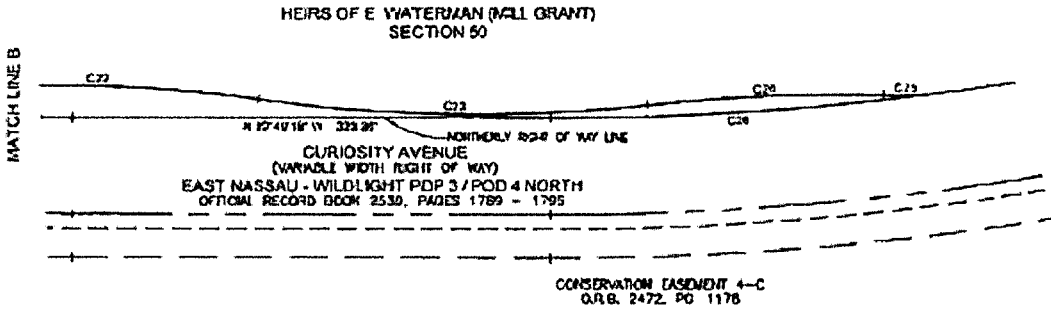 HEIRS OF E WATERMAN (MILL GRANT)
SECTION 50
MATCH LINE B
C22
C23
C26
C25
C26
NORTHERLY RIGHT OF WAY LINE
CURIOSITY AVENUE
(VARIABLE WIDTH RIGHT OF WAY)
EAST NASSAU - WILDLIGHT PDP 3 / POD 4 NORTH
OFFICIAL RECORD BOOK 2530, PAGES 1789 - 1795
CONSERVATION EASEMENT 4-C
O.R.B. 2472, PG 1178